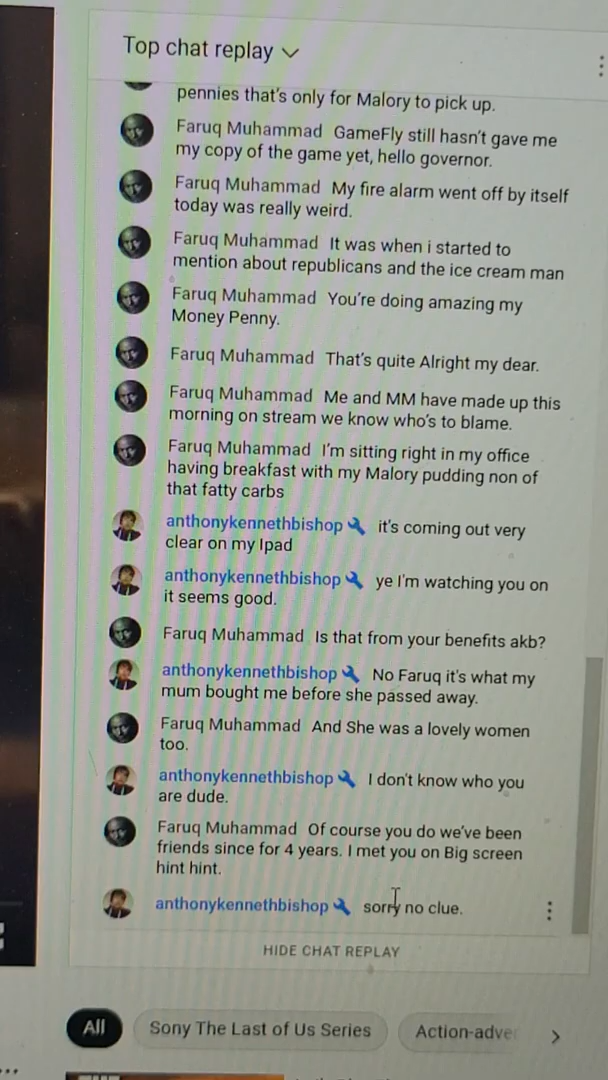 Top chat replay
pennies that's only for Malory to pick up.
Faruq Muhammad GameFly still hasn't gave me
my copy of the game yet, hello governor.
Faruq Muhammad My fire alarm went off by itself
today was really weird.
Faruq Muhammad It was when i started to
mention about republicans and the ice cream man
Faruq Muhammad You're doing amazing my
Money Penny.
Faruq Muhammad That's quite Alright my dear.
Faruq Muhammad Me and MM have made up this
morning on stream we know who's to blame.
Faruq Muhammad I'm sitting right in my office
having breakfast with my Malory pudding non of
that fatty carbs
anthonykennethbishop it's coming out very
clear on my Ipad
anthonykennethbishop ye I'm watching you on
it seems good.
Faruq Muhammad Is that from your benefits akb?
anthonykennethbishop No Faruq it's what my
mum bought me before she passed away.
Faruq Muhammad And She was a lovely women
too.
anthonykennethbishop I don't know who you
are dude.
Faruq Muhammad Of course you do we've been
friends since for 4 years. I met you on Big screen
hint hint.
anthonykennethbishop sorry no clue.
HIDE CHAT REPLAY
All Sony The Last of Us Series Action-adve